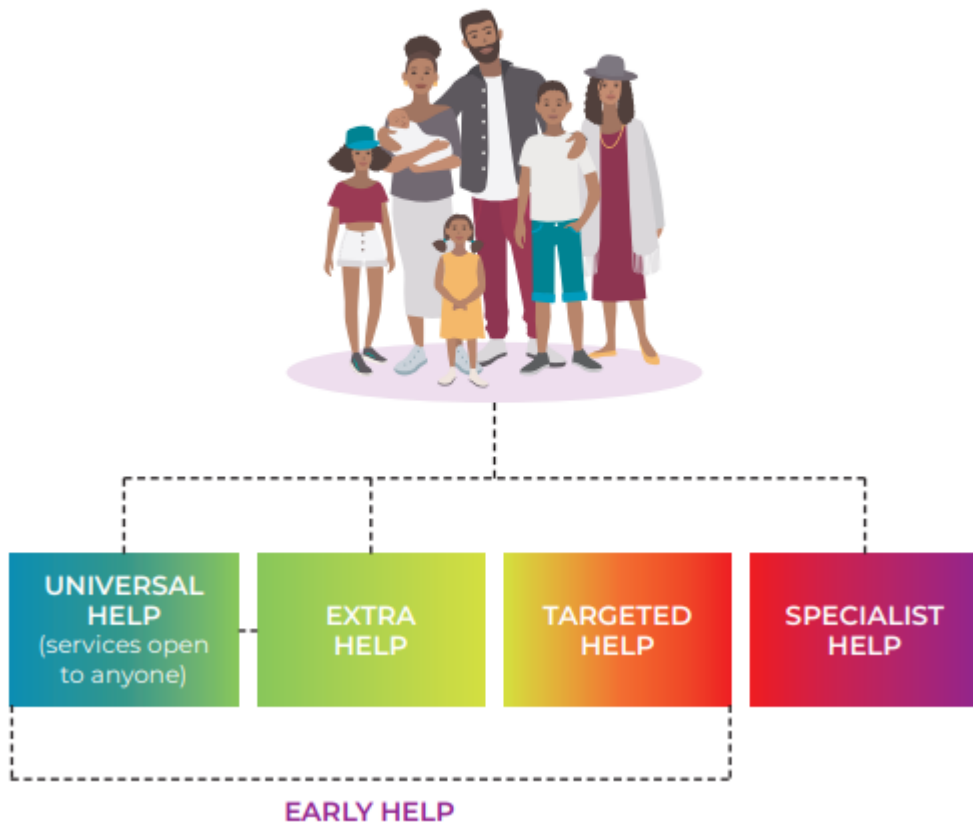 UNIVERSAL
HELP
(services open
to anyone)
EXTRA
HELP
TARGETED
HELP
SPECIALIST
HELP
EARLY HELP